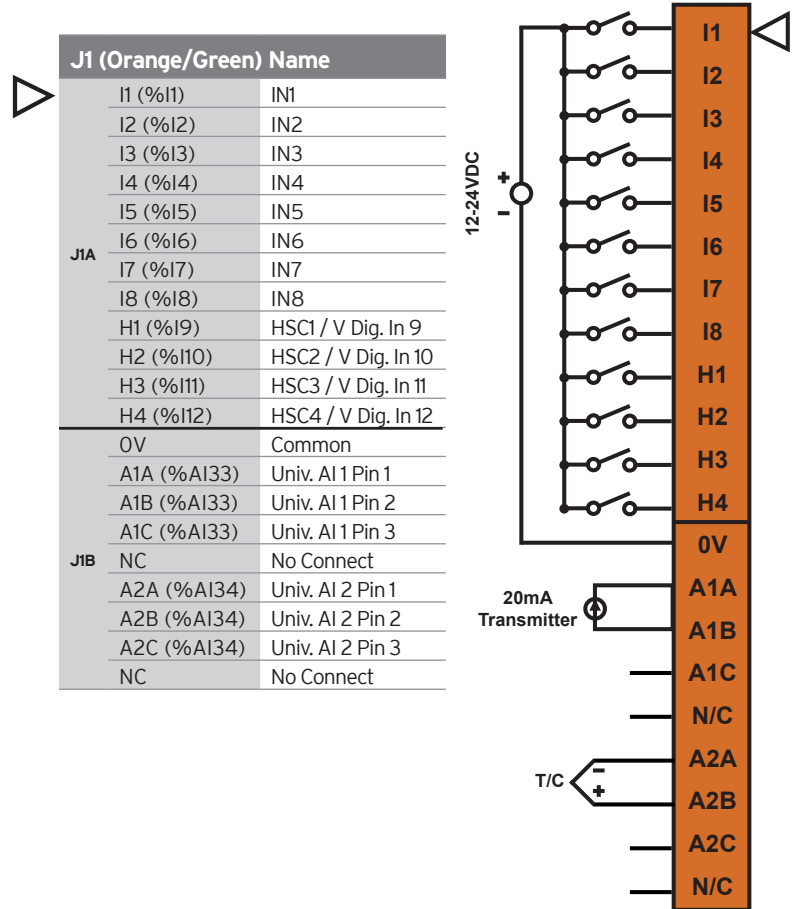 J1 (Orange/Green) Name
J1A
I1 (%I1) IN1
I2 (%I2) IN2
I3 (%I3) IN3
I4 (%I4) IN4
I5 (%I5) IN5
I6 (%I6) IN6
I7 (%I7) IN7
I8 (%I8) IN8
H1 (%I9) HSC1 / V Dig. In 9
H2 (%I10) HSC2 / V Dig. In 10
H3 (%I11) HSC3 / V Dig. In 11
H4 (%I12) HSC4 / V Dig. In 12
J1B
0V Common
A1A (%AI33) Univ. AI 1 Pin 1
A1B (%AI33) Univ. AI 1 Pin 2
A1C (%AI33) Univ. AI 1 Pin 3
NC No Connect
A2A (%AI34) Univ. AI 2 Pin 1
A2B (%AI34) Univ. AI 2 Pin 2
A2C (%AI34) Univ. AI 2 Pin 3
NC No Connect
12-24VDC
+
-
I1
I2
I3
I4
I5
I6
I7
I8
H1
H2
H3
H4
0V
20mA
Transmitter
A1A
A1B
A1C
N/C
T/C
-
+
A2A
A2B
A2C
N/C